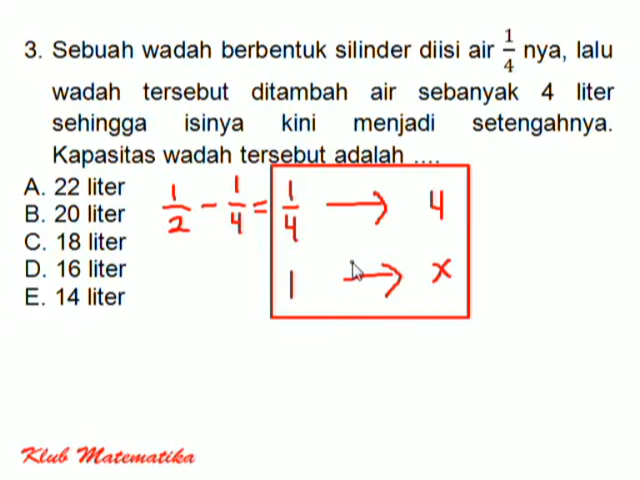 3. Sebuah wadah berbentuk silinder diisi air 1/4 nya, lalu
wadah tersebut ditambah air sebanyak 4 liter
sehingga isinya kini menjadi setengahnya.
Kapasitas wadah tersebut adalah ....
A. 22 liter
B. 20 liter
C. 18 liter
D. 16 liter
E. 14 liter
1/2 - 1/4 = 1/4 → 4
1 → x
Klub Matematika